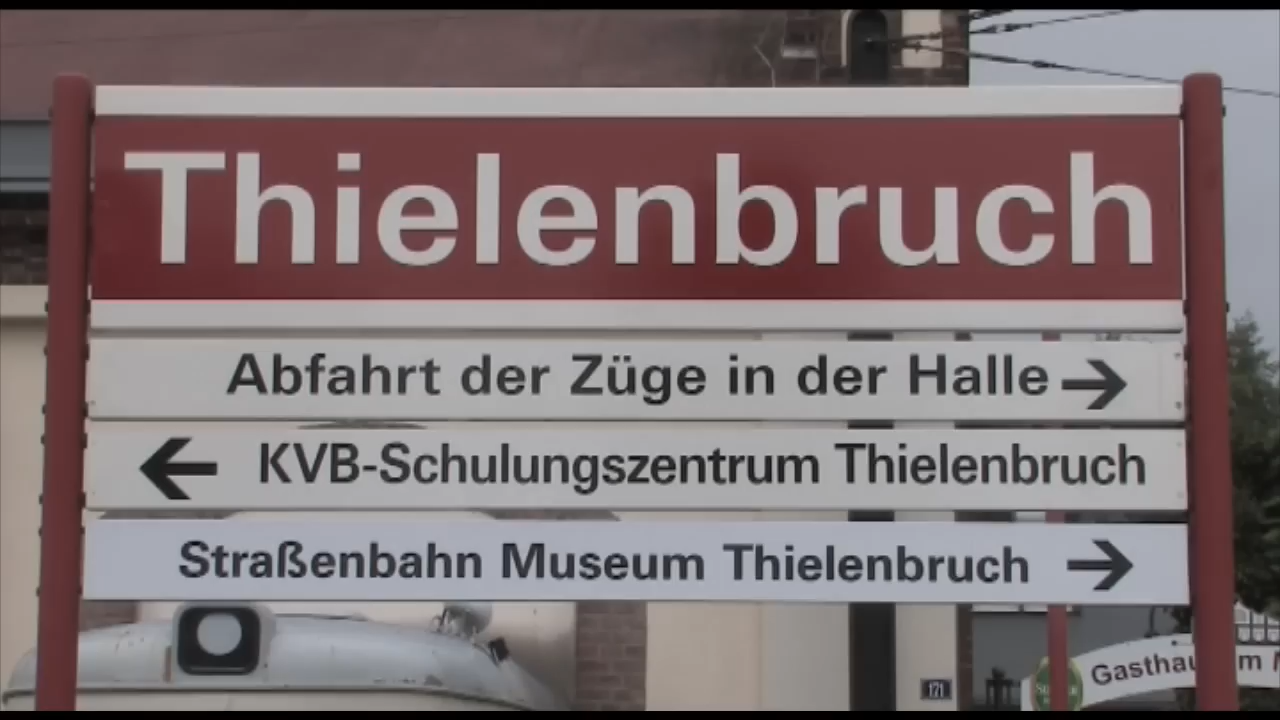 Thielenbruch
Abfahrt der Züge in der Halle
KVB-Schulungszentrum Thielenbruch
Straßenbahn Museum Thielenbruch
171